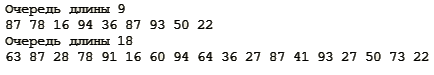 Очередь длины 9
87 78 16 94 36 87 93 50 22
Очередь длины 18
63 87 28 78 91 16 60 94 64 36 27 87 41 93 27 50 73 22